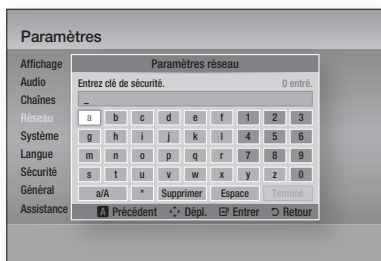 Paramètres
Affichage
Audio
Chaînes
Réseau
Système
Langue
Sécurité
Général
Assistance
Paramètres réseau
Entrez clè de sécurité. 0 entré.
_
a b c d e f 1 2 3
g h i j k l 4 5 6
m n o p q r 7 8 9
s t u v w x y z 0
a/A * Supprimer Espace Terminé
A Précédent Dépl. Entrer Retour